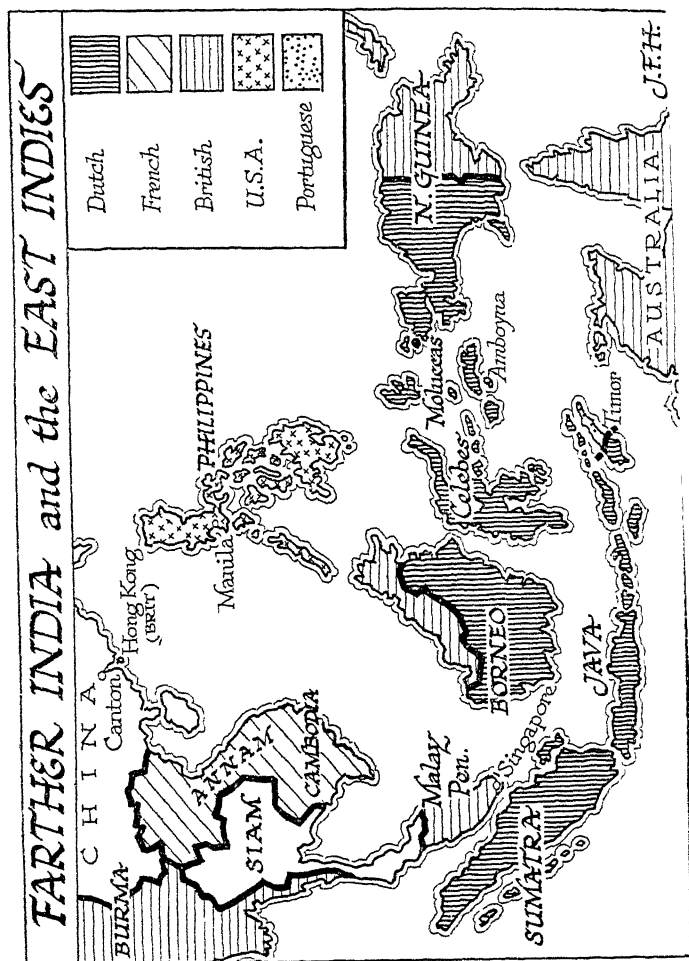 FARTHER INDIA and the EAST INDIES
Dutch
French
British
U.S.A.
Portuguese
CHINA
Canton
Hong Kong
(BRIT)
BURMA
ANNAM
SIAM
CAMBODIA
PHILIPPINES
Manila
Malay
Pen.
Singapore
SUMATRA
BORNEO
JAVA
Celebes
Moluccas
Amboyna
Timor
N. GUINEA
AUSTRALIA
J.F.H.